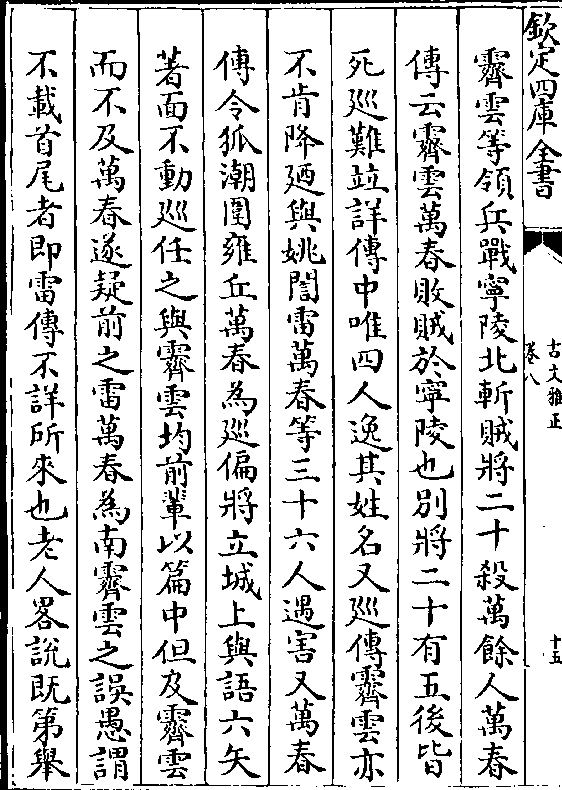 欽定四庫全書
古文雅正
卷八
十五
霽雲等領兵戰寧陵北斬賊將二十殺萬餘人萬春
傳云霽雲萬春敗賊於寧陵也別將二十有五後皆
死廵難竝詳傳中唯四人逸其姓名又廵傳霽雲亦
不肯降廼與姚誾雷萬春等三十六人遇害又萬春
傳令狐潮圍雍丘萬春為廵偏將立城上與語六矢
著面不動廵任之與霽雲均前輩以篇中但及霽雲
而不及萬春遂疑前之雷萬春為南霽雲之誤愚謂
不載首尾者即雷傳不詳所來也老人畧説既第舉